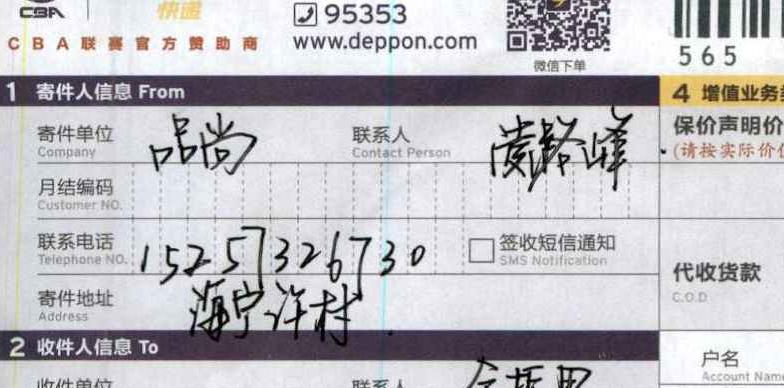 CBA 快递 95353
CBA联赛官方赞助商 www.deppon.com 微信下单 565
1 寄件人信息 From 4 增值业务
寄件单位 品尚 联系人 黄裕峰 保价声明价
Company Contact Person (请按实际价值
月结编码
Customer NO.
联系电话 15257326730 签收短信通知
Telephone NO. SMS Notification 代收货款
寄件地址 海宁许村 C.O.D
Address
2 收件人信息 To 户名
收件单位 联系人 Account Name